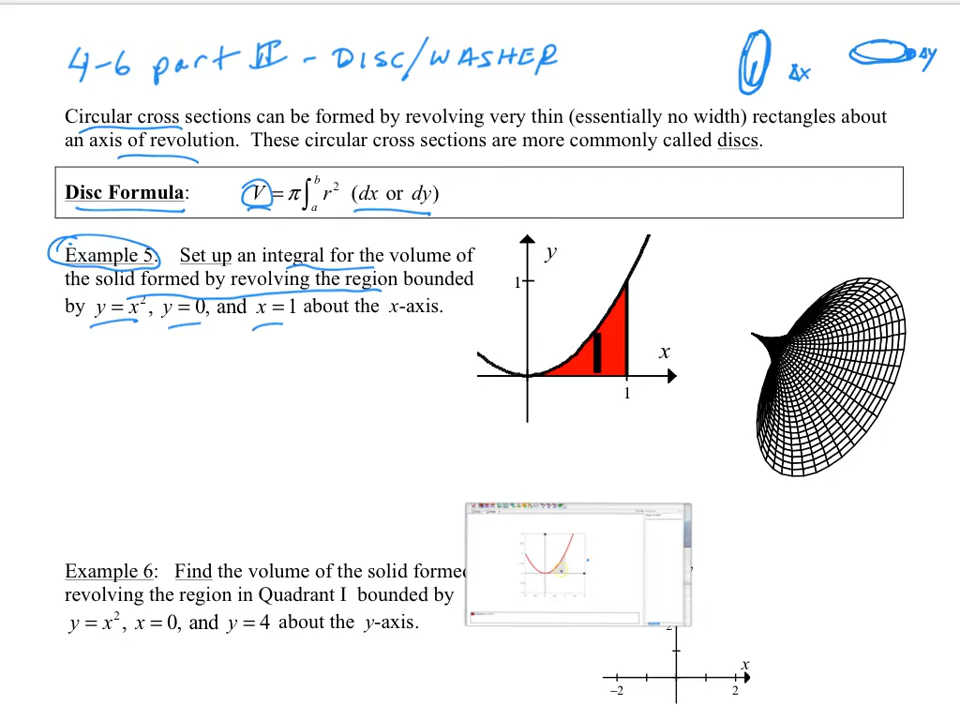 4-6 part II - DISC/WASHER
Δx
Δy
Circular cross sections can be formed by revolving very thin (essentially no width) rectangles about
an axis of revolution. These circular cross sections are more commonly called discs.
Disc Formula: V = π∫_a^b r² (dx or dy)
Example 5. Set up an integral for the volume of
the solid formed by revolving the region bounded
by y = x², y = 0, and x = 1 about the x-axis.
y
1
x
1
Example 6: Find the volume of the solid forme
revolving the region in Quadrant I bounded by
y = x², x = 0, and y = 4 about the y-axis.
x
−2
2